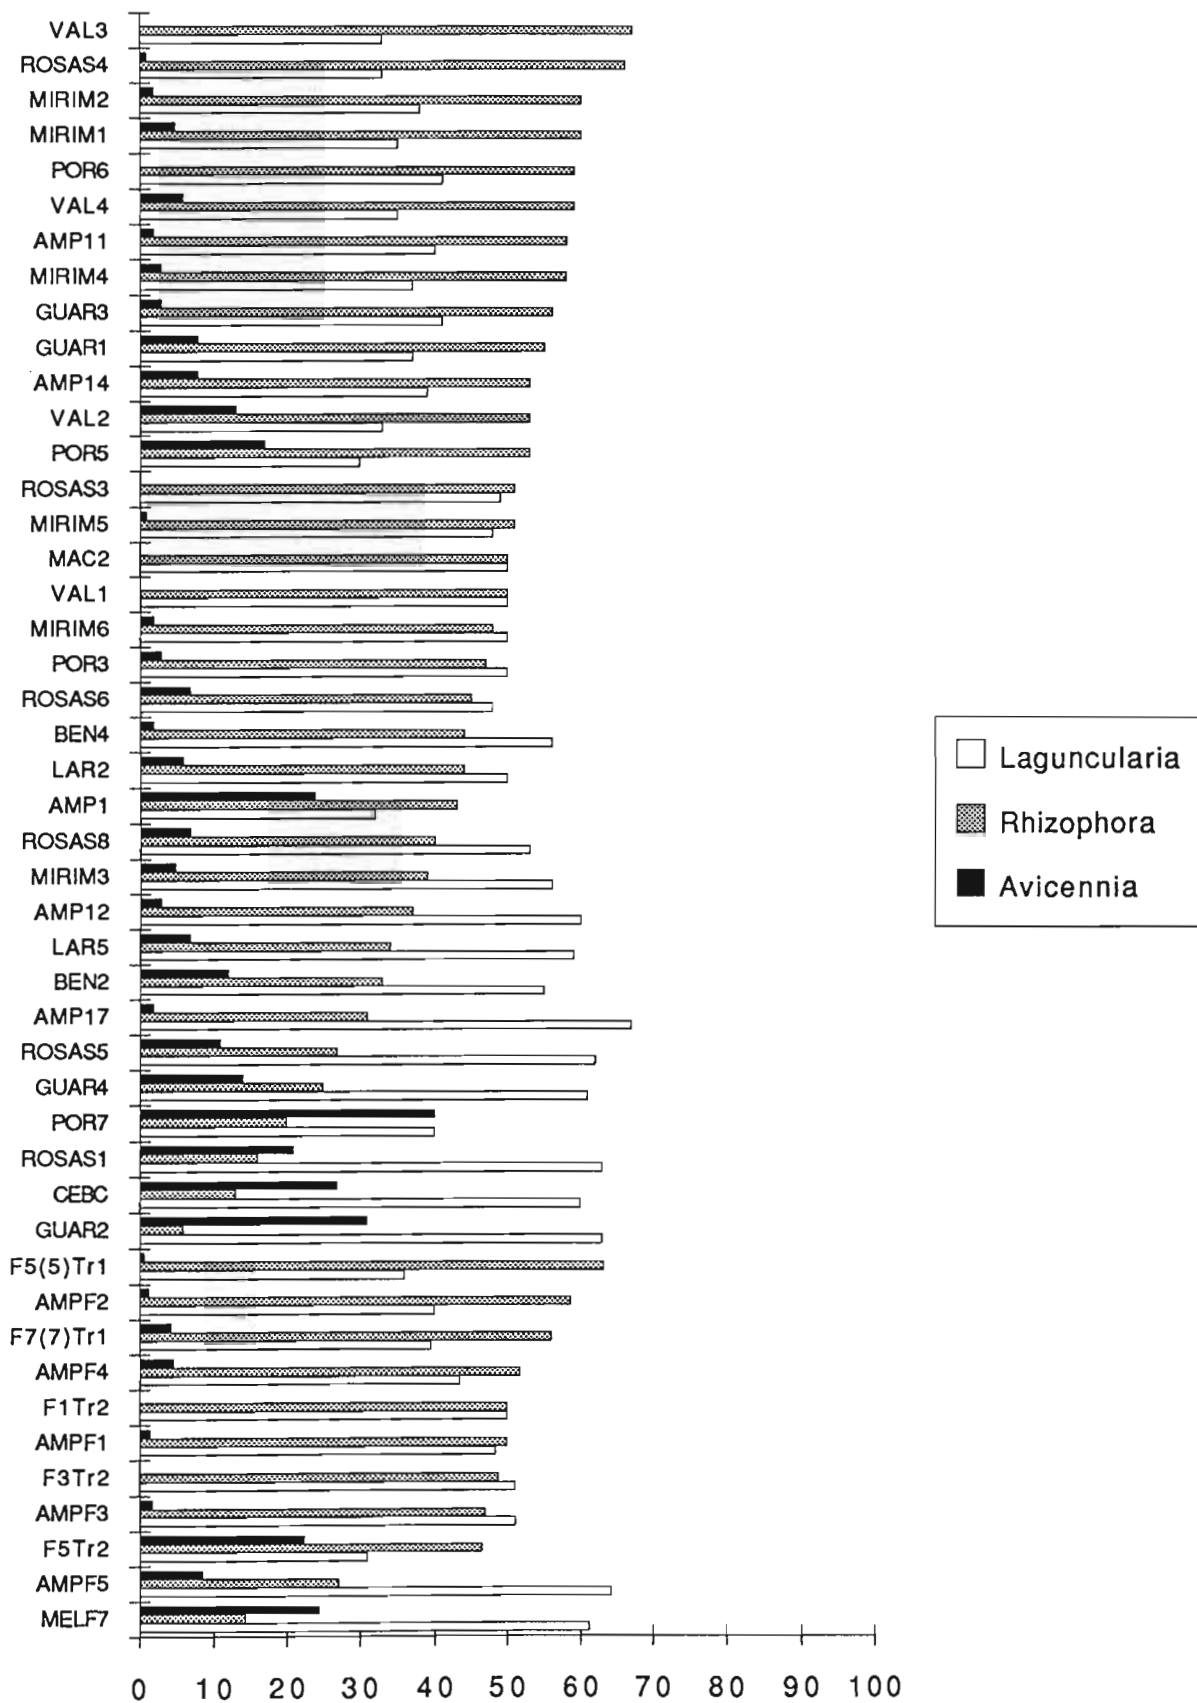 VAL3
ROSAS4
MIRIM2
MIRIM1
POR6
VAL4
AMP11
MIRIM4
GUAR3
GUAR1
AMP14
VAL2
POR5
ROSAS3
MIRIM5
MAC2
VAL1
MIRIM6
POR3
ROSAS6
BEN4
LAR2
AMP1
ROSAS8
MIRIM3
AMP12
LAR5
BEN2
AMP17
ROSAS5
GUAR4
POR7
ROSAS1
CEBC
GUAR2
F5(5)Tr1
AMPF2
F7(7)Tr1
AMPF4
F1Tr2
AMPF1
F3Tr2
AMPF3
F5Tr2
AMPF5
MELF7
0 10 20 30 40 50 60 70 80 90 100
Laguncularia
Rhizophora
Avicennia